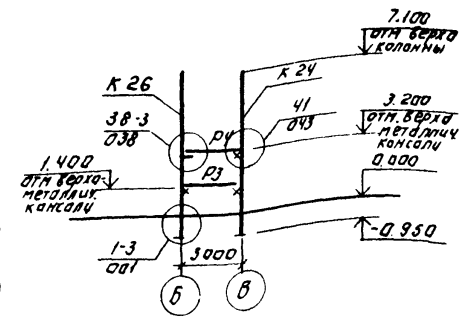 7.100
отм верха
колонны
К 26
К 24
38-3
038
41
043
3.200
отм. верха
металлич.
консоли
Р4
1.400
отм верха
металлич.
консоли
Р3
0,000
-0.950
1-3
001
3000
Б
В